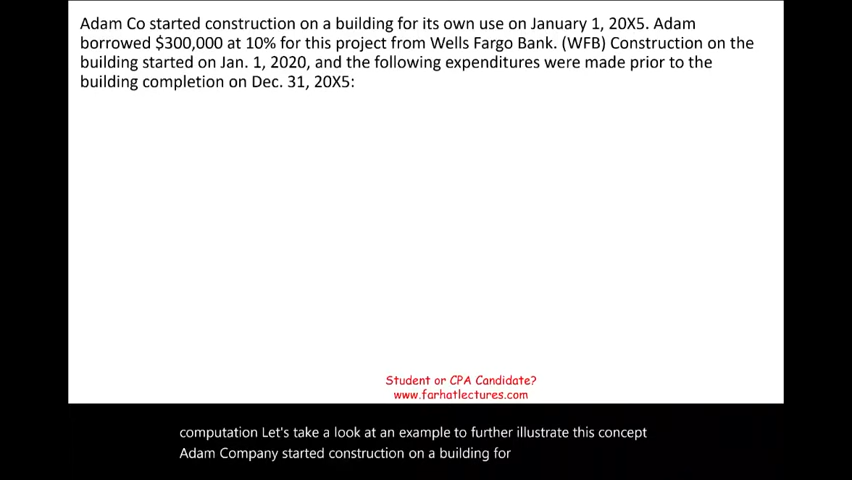 Adam Co started construction on a building for its own use on January 1, 20X5. Adam
borrowed $300,000 at 10% for this project from Wells Fargo Bank. (WFB) Construction on the
building started on Jan. 1, 2020, and the following expenditures were made prior to the
building completion on Dec. 31, 20X5:
Student or CPA Candidate?
www.farhatlectures.com
computation Let's take a look at an example to further illustrate this concept
Adam Company started construction on a building for